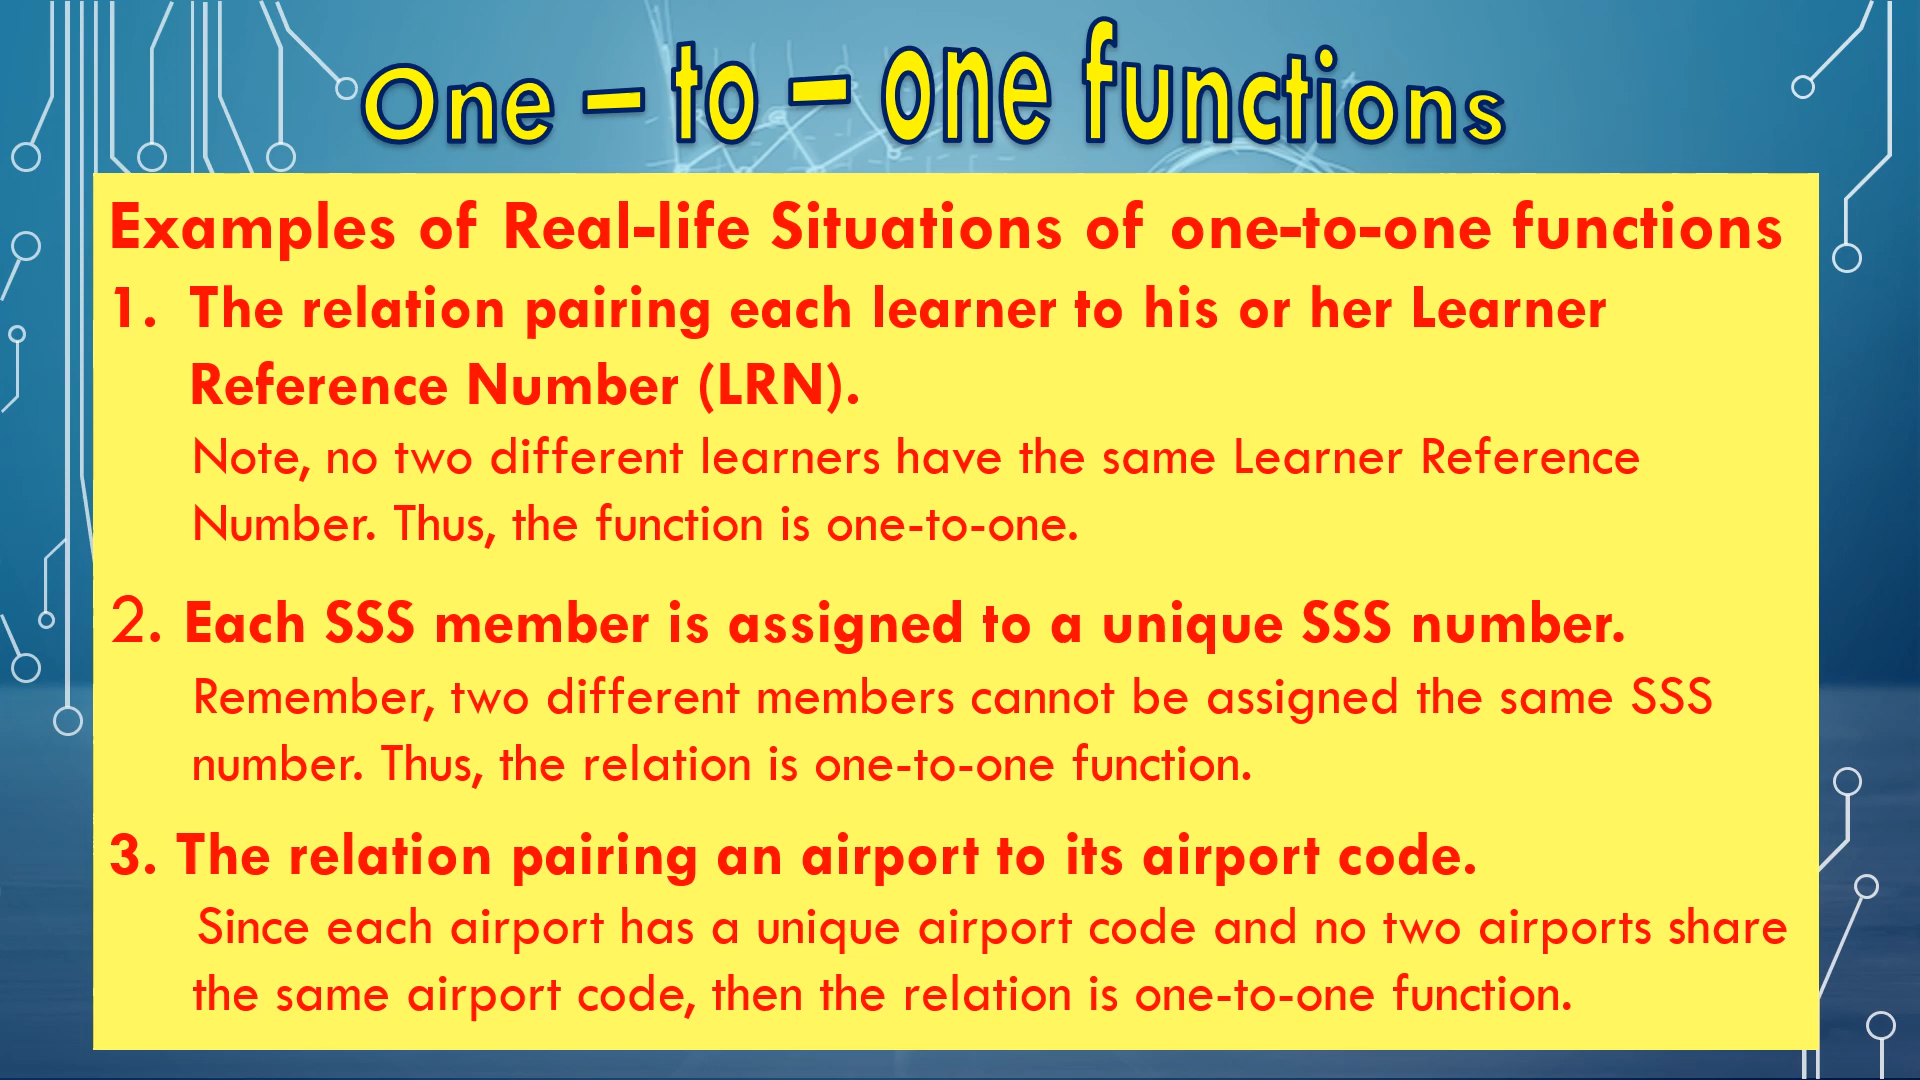 One – to – one functions
Examples of Real-life Situations of one-to-one functions
1. The relation pairing each learner to his or her Learner
Reference Number (LRN).
Note, no two different learners have the same Learner Reference
Number. Thus, the function is one-to-one.
2. Each SSS member is assigned to a unique SSS number.
Remember, two different members cannot be assigned the same SSS
number. Thus, the relation is one-to-one function.
3. The relation pairing an airport to its airport code.
Since each airport has a unique airport code and no two airports share
the same airport code, then the relation is one-to-one function.